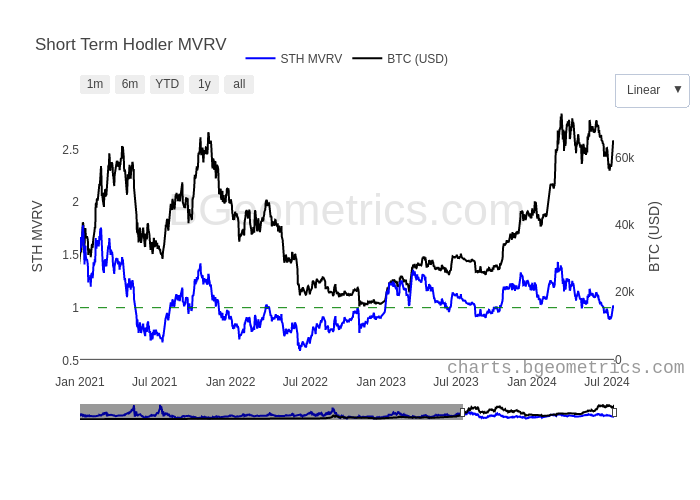 Short Term Hodler MVRV
STH MVRV BTC (USD)
1m 6m YTD 1y all
Linear ▼
2.5
2
1.5
1
0.5
STH MVRV
60k
40k
20k
0
BTC (USD)
BGeometrics.com
charts.bgeometrics.com
Jan 2021 Jul 2021 Jan 2022 Jul 2022 Jan 2023 Jul 2023 Jan 2024 Jul 2024